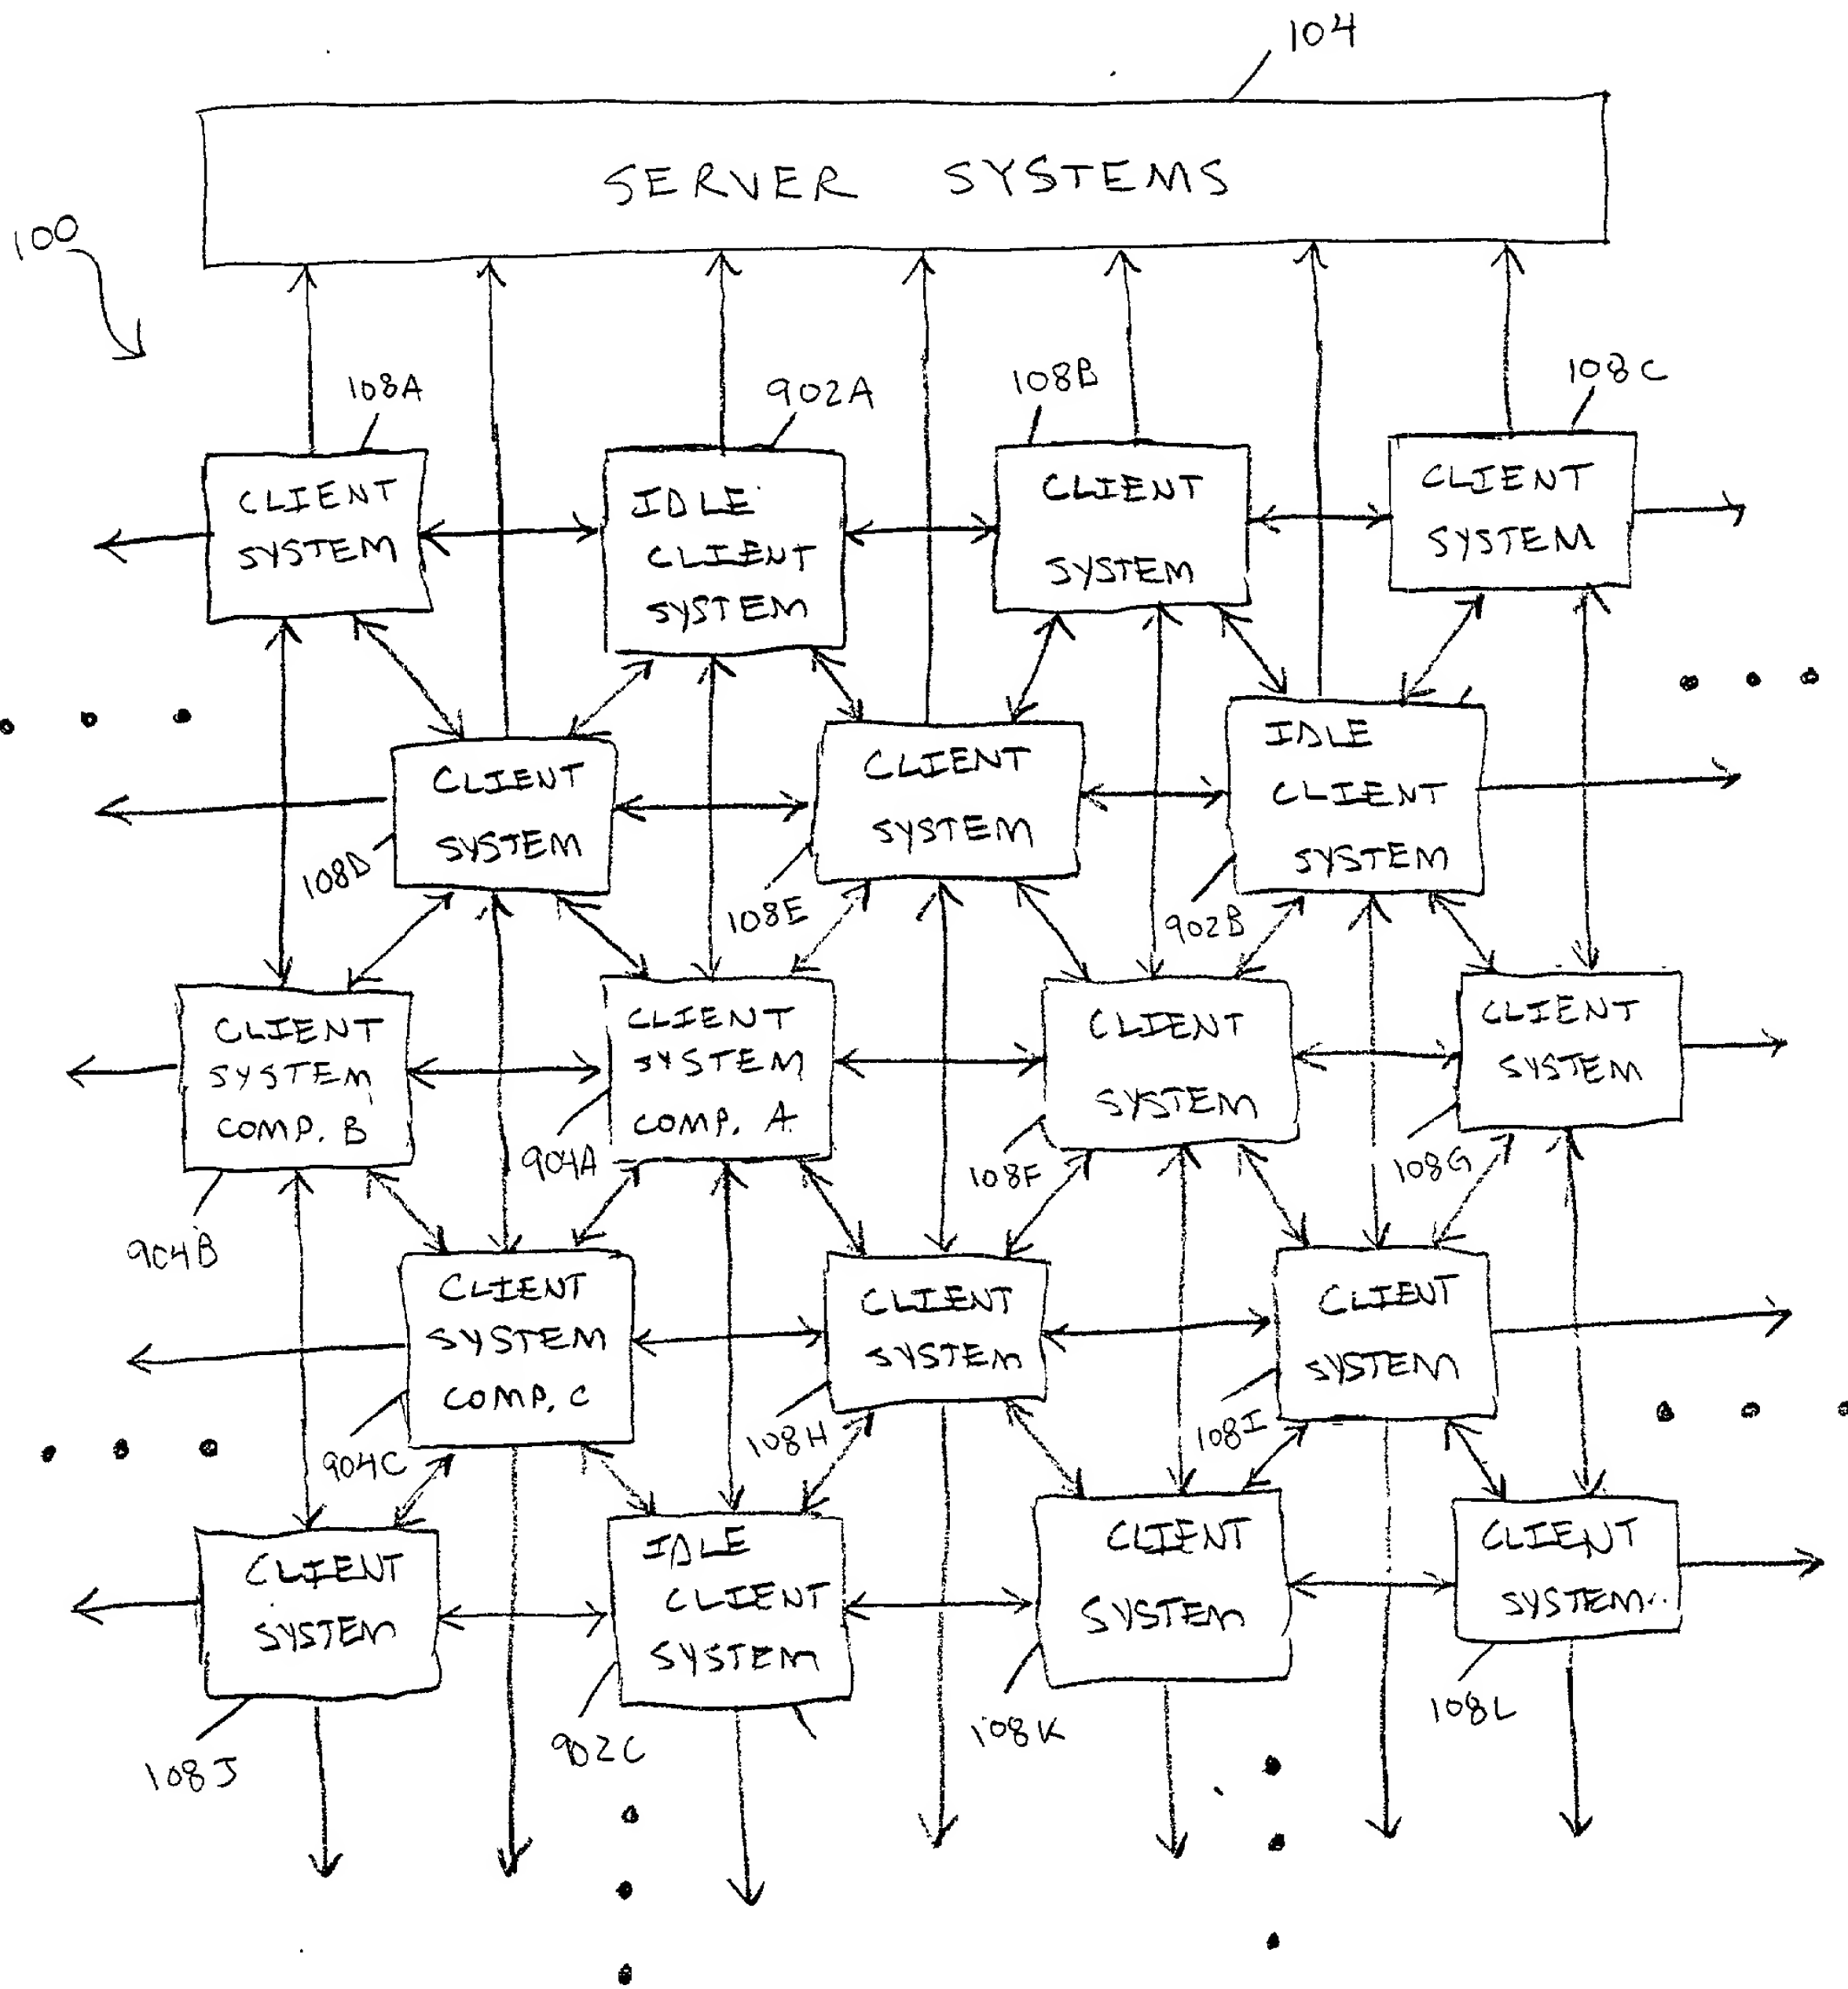 104
SERVER SYSTEMS
100
108A
902A
108B
108C
CLIENT
SYSTEM
IDLE
CLIENT
SYSTEM
CLIENT
SYSTEM
CLIENT
SYSTEM
CLIENT
SYSTEM
108D
CLIENT
SYSTEM
108E
IDLE
CLIENT
SYSTEM
902B
CLIENT
SYSTEM
COMP. B
904B
CLIENT
SYSTEM
COMP. A
904A
CLIENT
SYSTEM
108F
CLIENT
SYSTEM
108G
CLIENT
SYSTEM
COMP. C
904C
CLIENT
SYSTEM
108H
CLIENT
SYSTEM
108I
CLIENT
SYSTEM
108J
IDLE
CLIENT
SYSTEM
902C
CLIENT
SYSTEM
108K
CLIENT
SYSTEM
108L